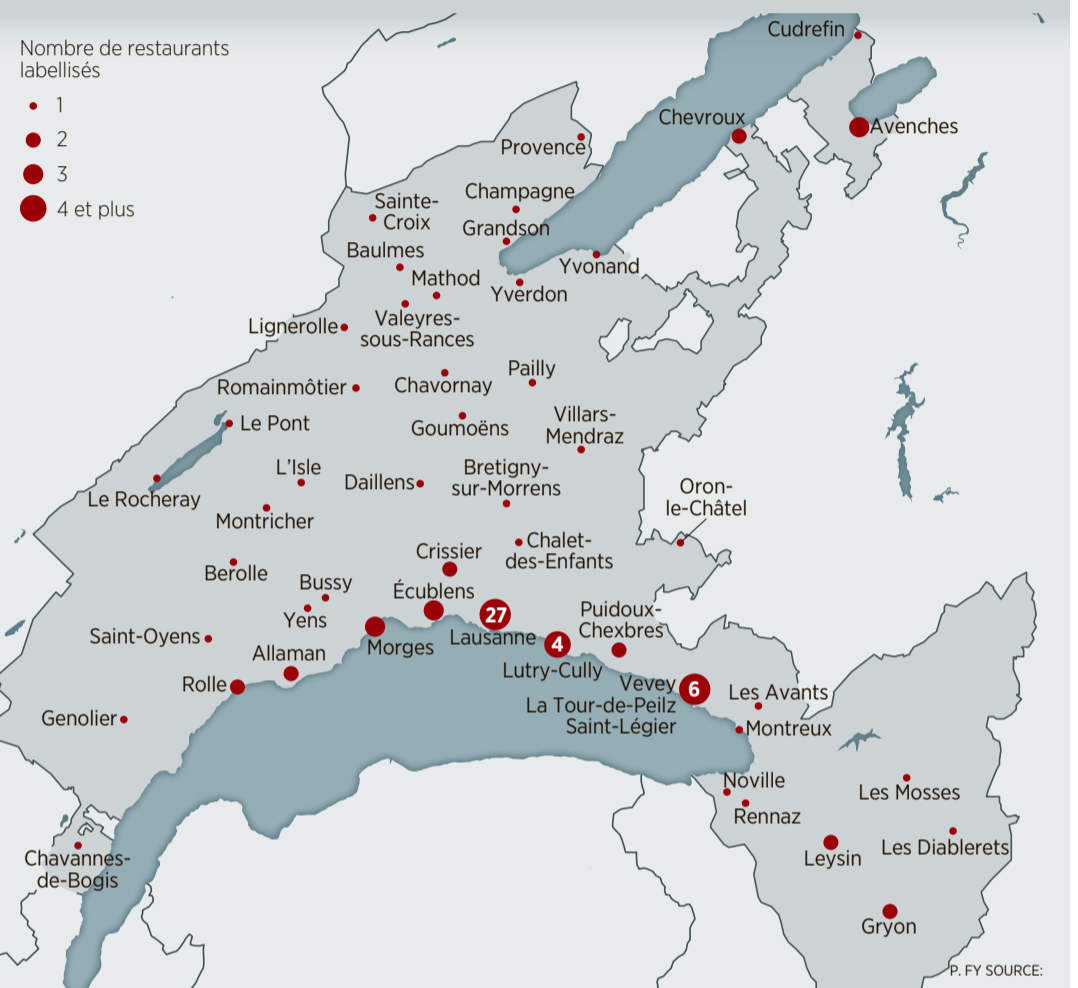 Nombre de restaurants
labellisés
1
2
3
4 et plus
Cudrefin
Chevroux
Avenches
Provence
Champagne
Sainte-
Croix
Grandson
Baulmes
Yvonand
Mathod
Yverdon
Valeyres-
sous-Rances
Lignerolle
Pailly
Romainmôtier
Chavornay
Le Pont
Goumoëns
Villars-
Mendraz
L'Isle
Daillens
Bretigny-
sur-Morrens
Le Rocheray
Oron-
le-Châtel
Montricher
Chalet-
des-Enfants
Crissier
Berolle
Bussy
Écublens
Yens
27
Lausanne
Puidoux-
Chexbres
Saint-Oyens
Morges
4
Lutry-Cully
Allaman
Rolle
Vevey
La Tour-de-Peilz
Saint-Légier
6
Les Avants
Genolier
Montreux
Noville
Rennaz
Les Mosses
Leysin
Les Diablerets
Chavannes-
de-Bogis
Gryon
P. FY SOURCE: